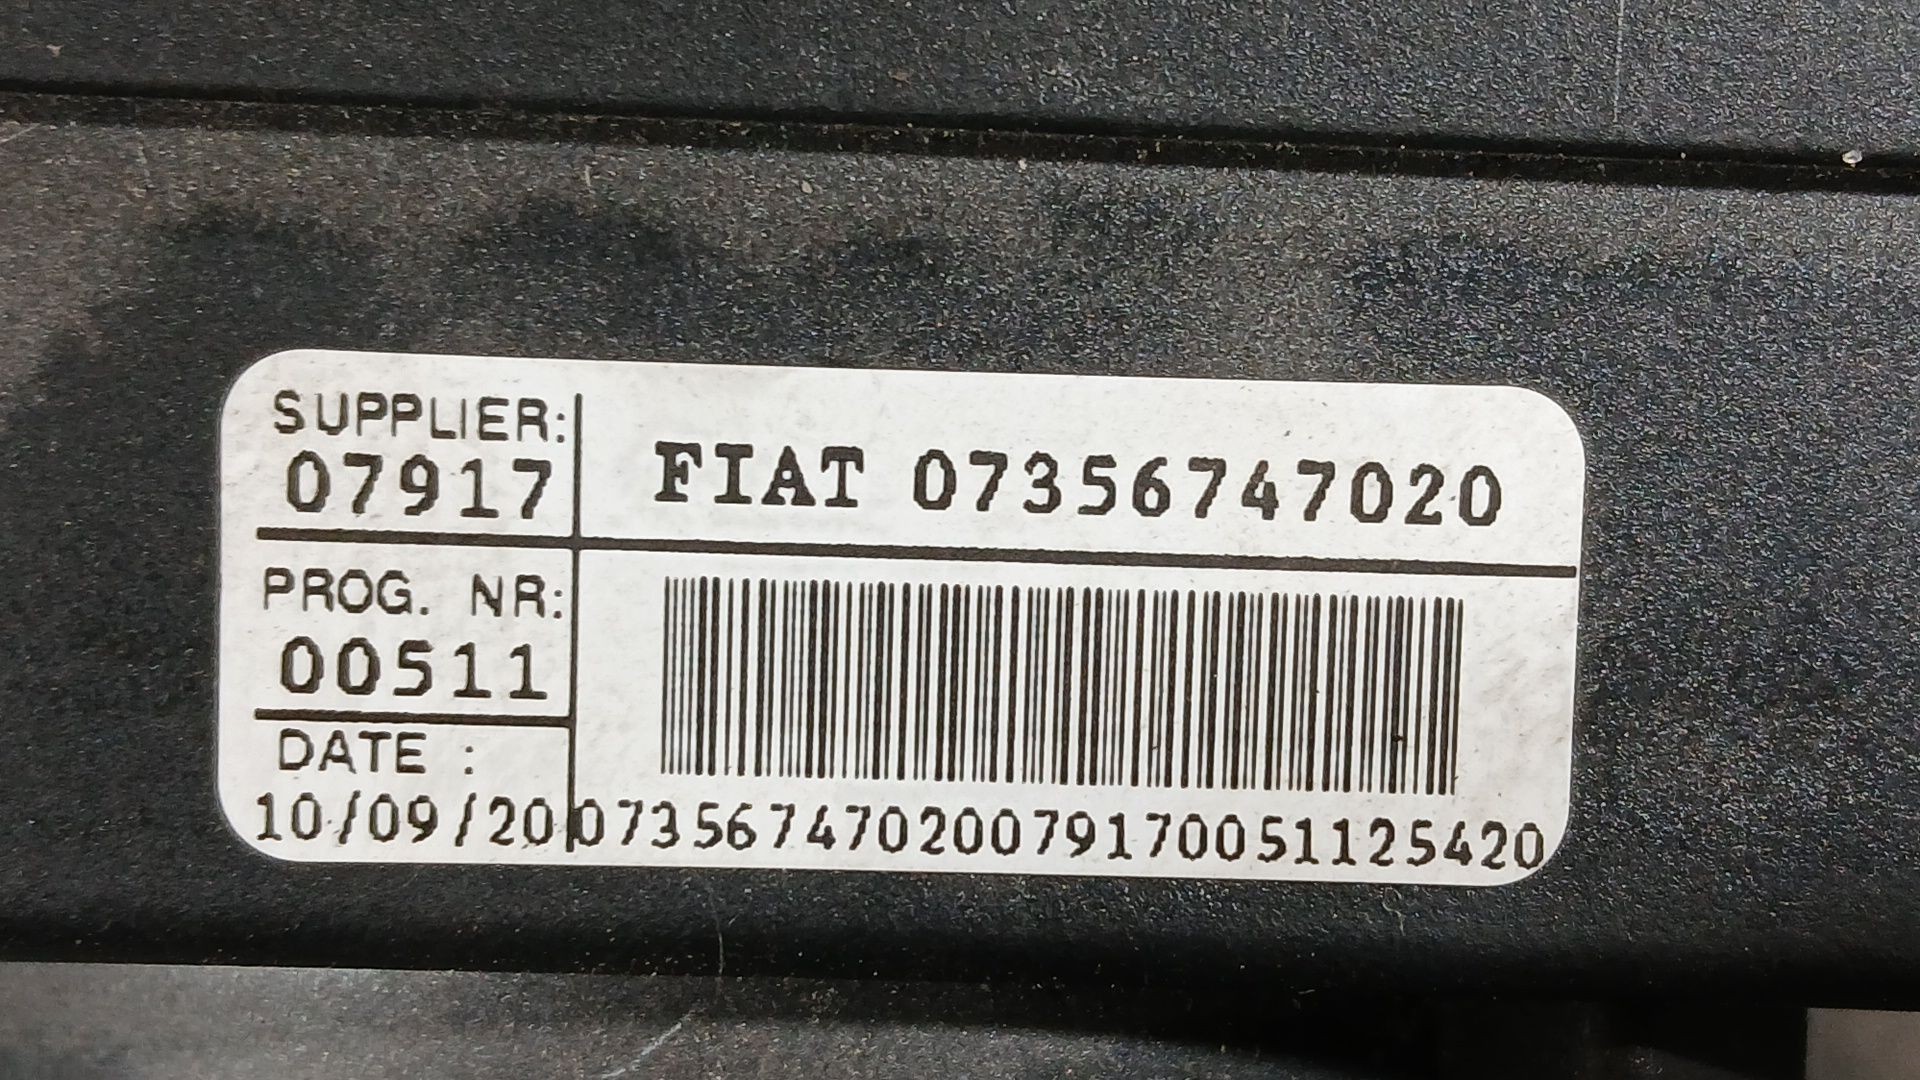 SUPPLIER:
07917
FIAT 07356747020
PROG. NR:
00511
DATE :
10/09/20
07356747020079170051125420